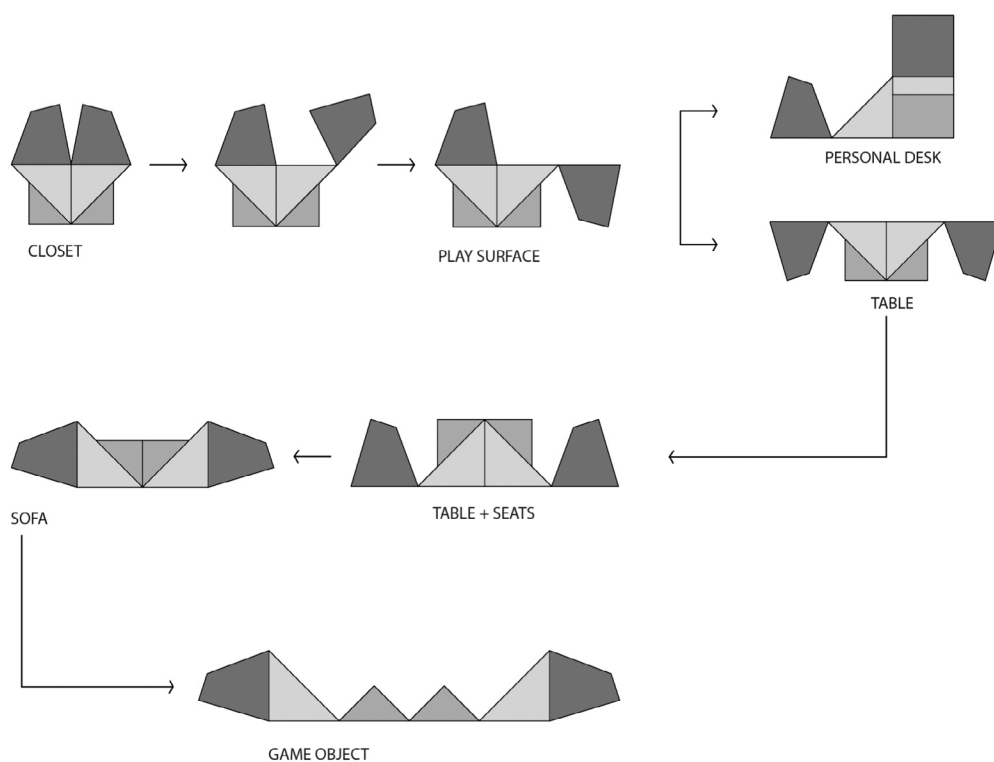 PERSONAL DESK
CLOSET
PLAY SURFACE
TABLE
TABLE + SEATS
SOFA
GAME OBJECT